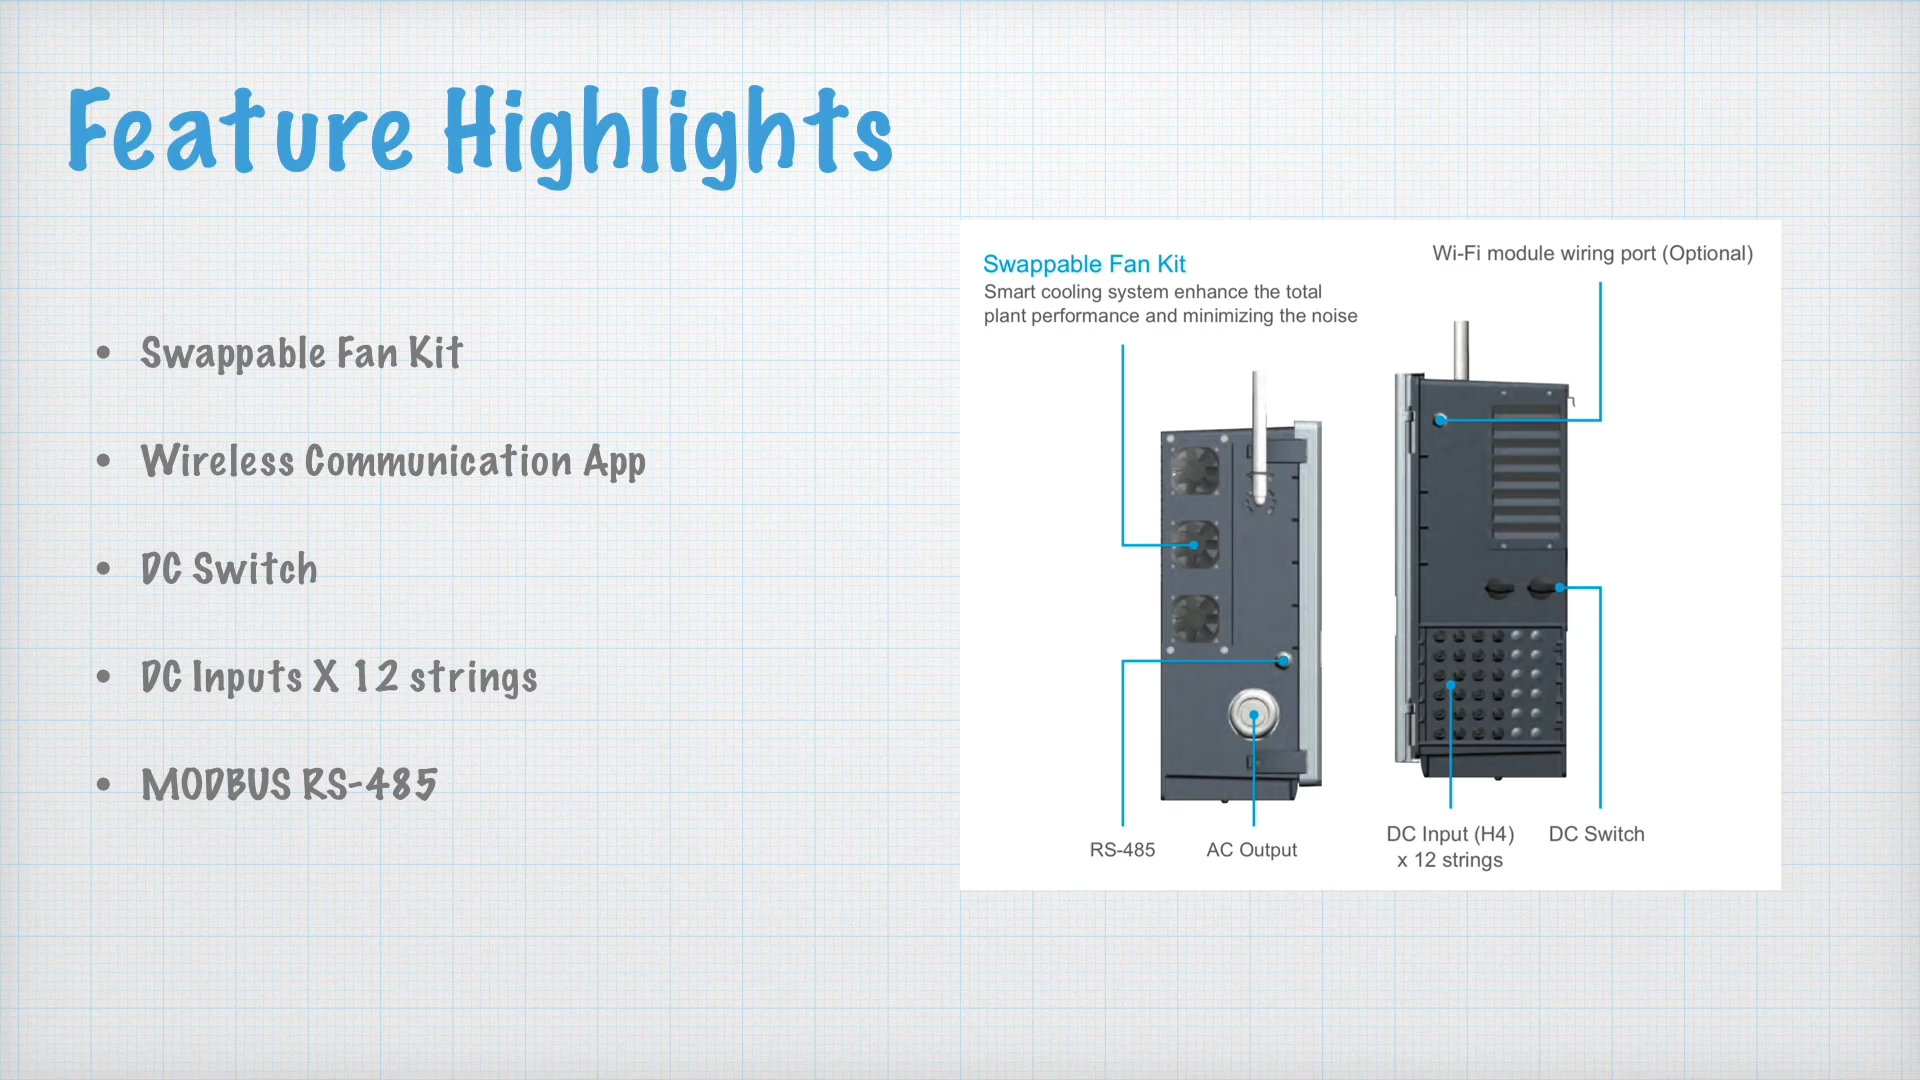 Feature Highlights
• Swappable Fan Kit
• Wireless Communication App
• DC Switch
• DC Inputs X 12 strings
• MODBUS RS-485
Swappable Fan Kit
Smart cooling system enhance the total
plant performance and minimizing the noise
Wi-Fi module wiring port (Optional)
RS-485
AC Output
DC Input (H4)
x 12 strings
DC Switch